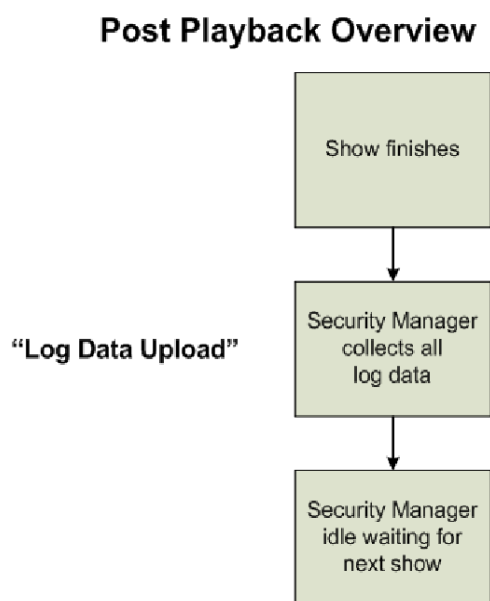 Post Playback Overview
Show finishes
"Log Data Upload"
Security Manager
collects all
log data
Security Manager
idle waiting for
next show